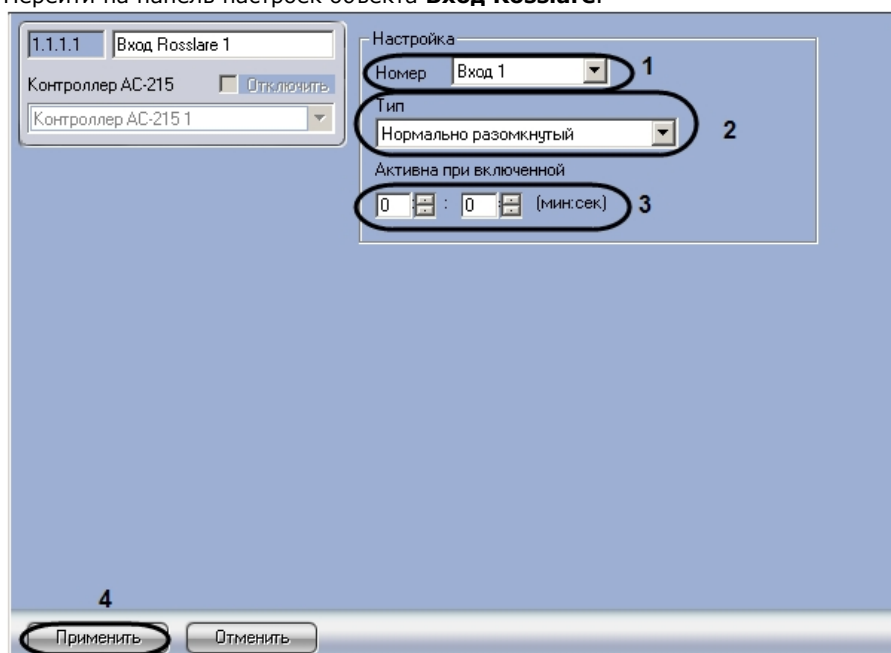 Перейти на панель настроек объекта Вход Rosslare.
1.1.1.1 Вход Rosslare 1
Контроллер АС-215 Отключить
Контроллер АС-215 1
Настройка
Номер Вход 1 1
Тип
Нормально разомкнутый 2
Активна при включенной
0 : 0 (мин:сек) 3
4
Применить Отменить